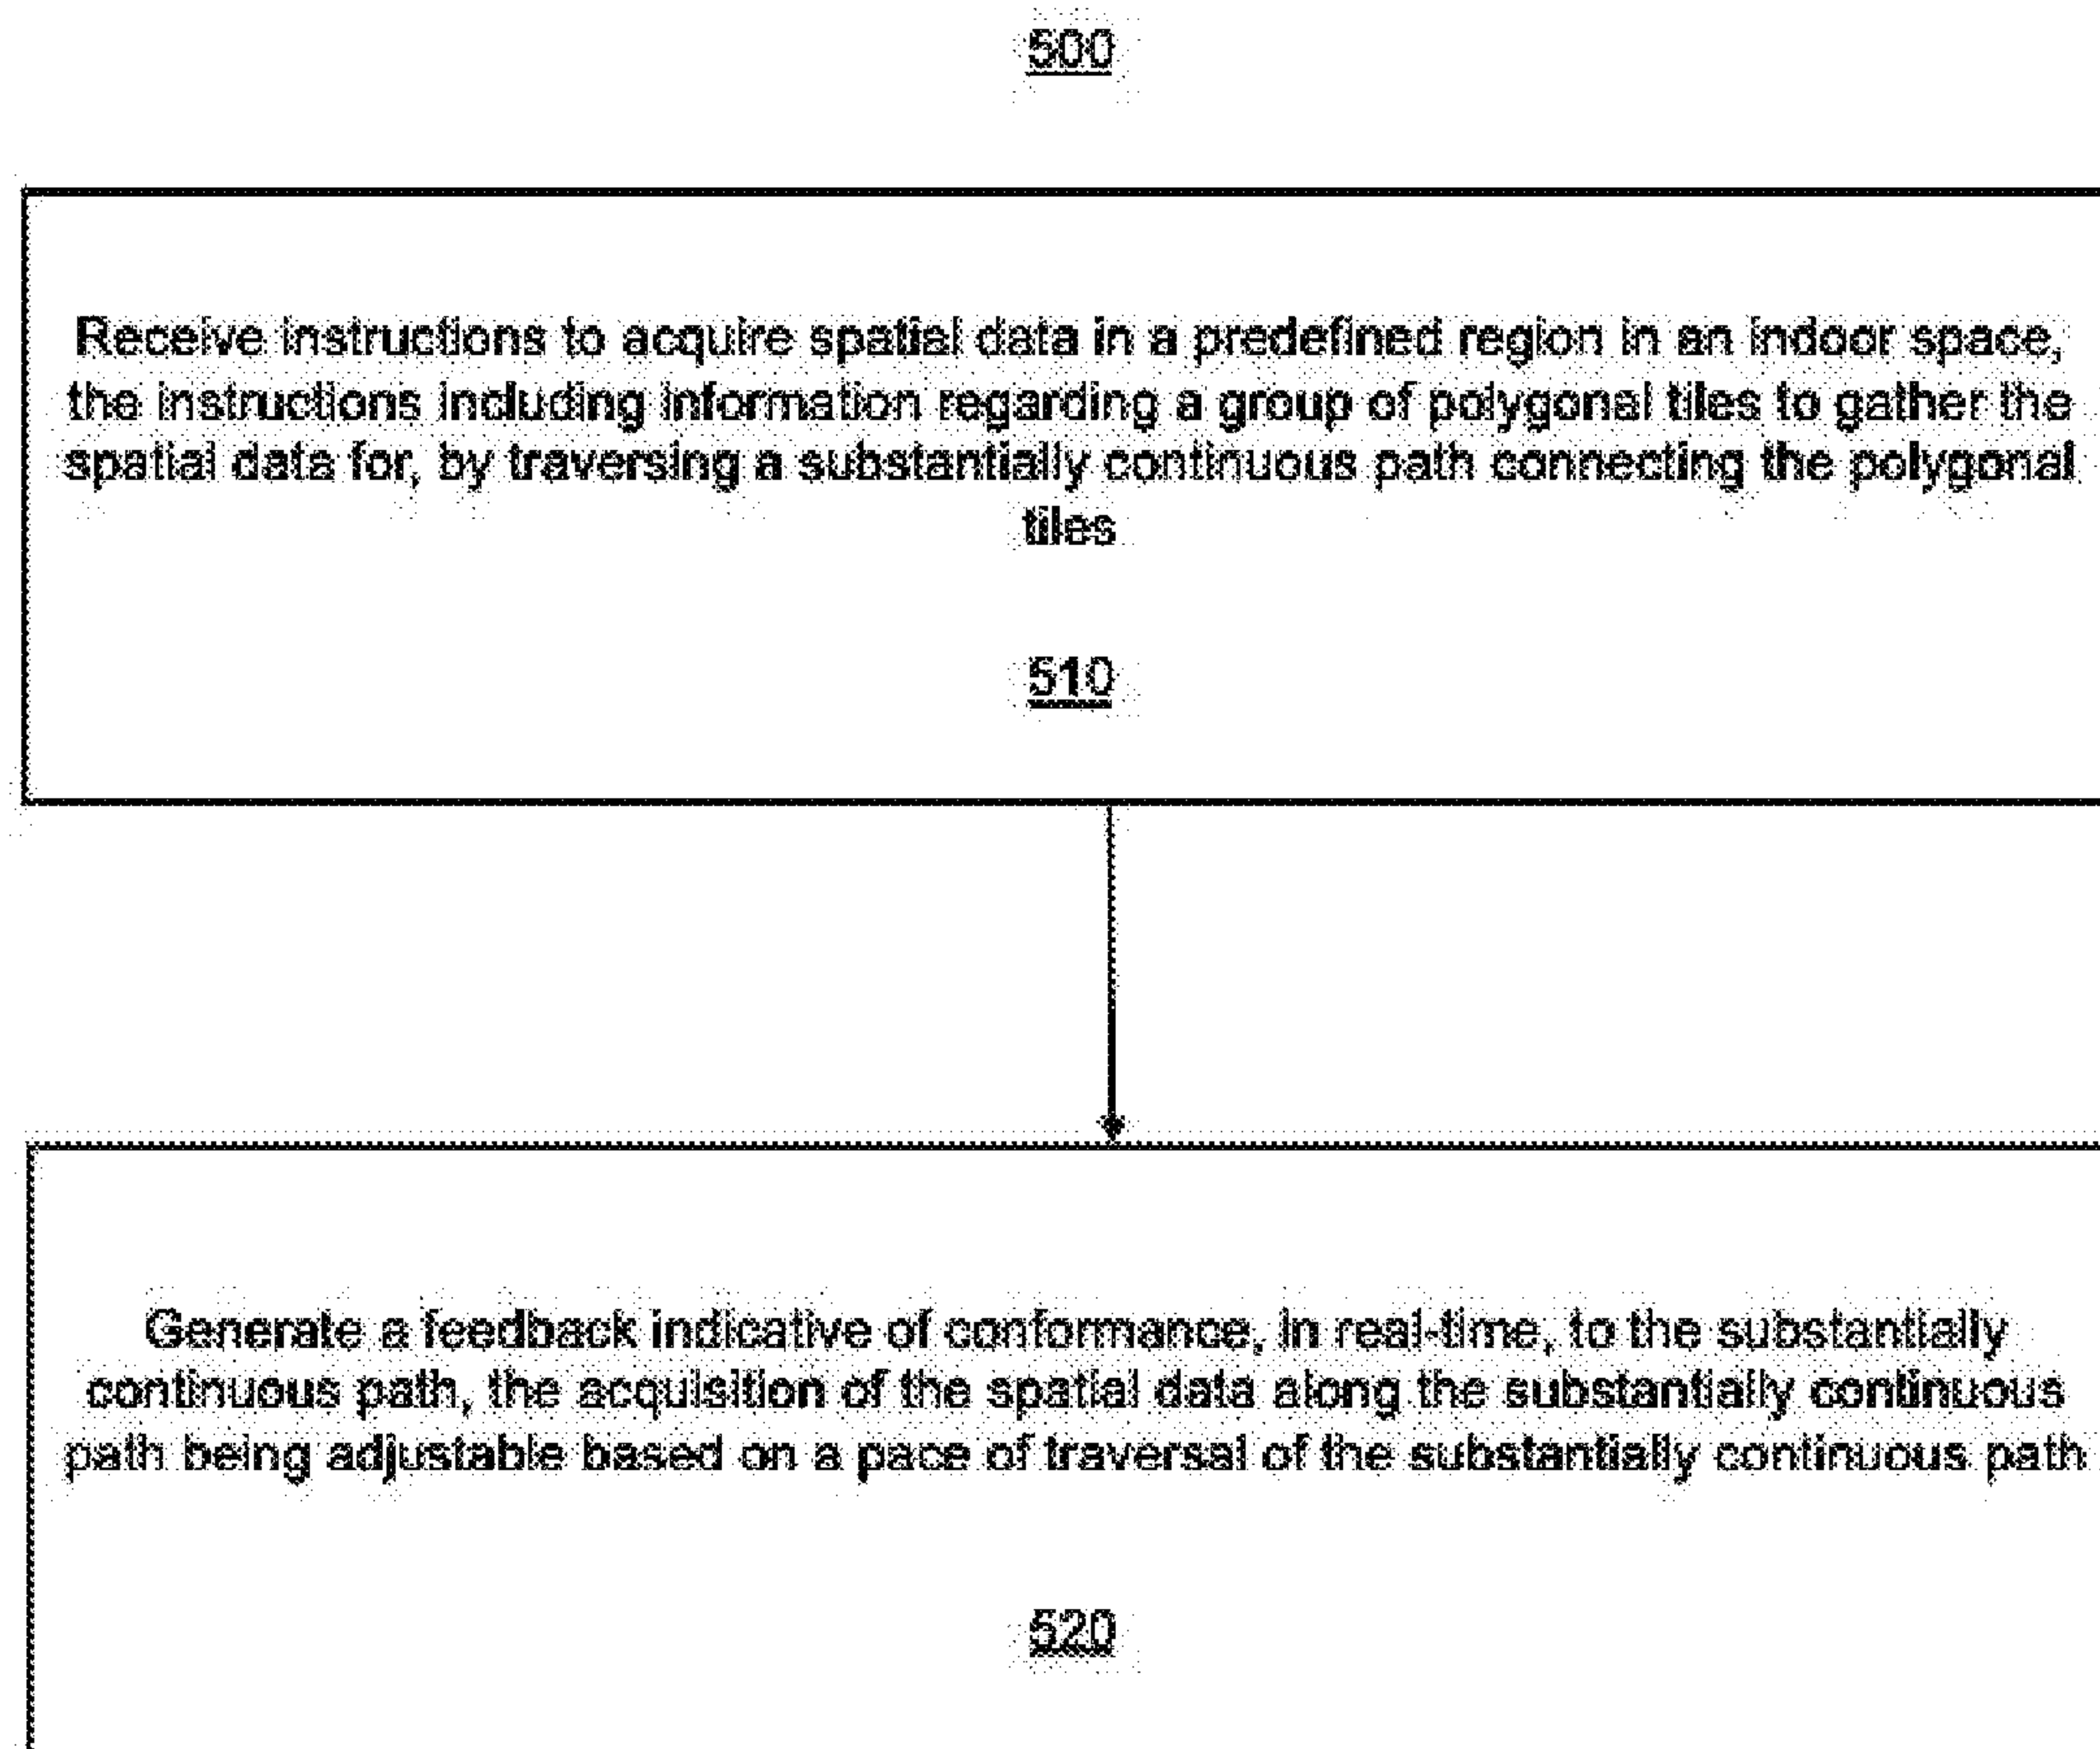 500
Receive instructions to acquire spatial data in a predefined region in an indoor space,
the instructions including information regarding a group of polygonal tiles to gather the
spatial data for, by traversing a substantially continuous path connecting the polygonal
tiles
510
Generate a feedback indicative of conformance, in real-time, to the substantially
continuous path, the acquisition of the spatial data along the substantially continuous
path being adjustable based on a pace of traversal of the substantially continuous path
520